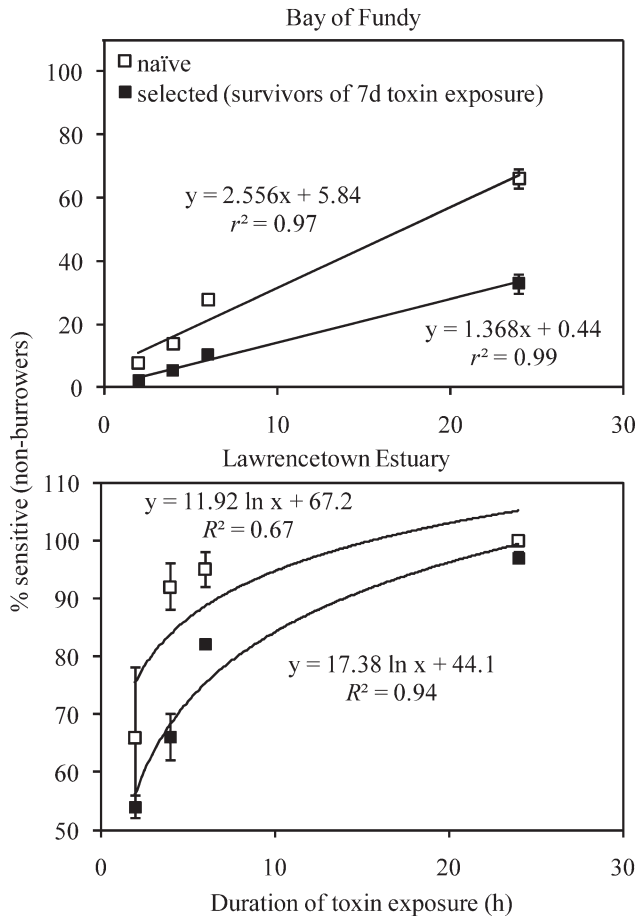 Bay of Fundy
100
80
60
40
20
0
naïve
selected (survivors of 7d toxin exposure)
y = 2.556x + 5.84
r² = 0.97
y = 1.368x + 0.44
r² = 0.99
0 10 20 30
% sensitive (non-burrowers)
Lawrencetown Estuary
110
100
90
80
70
60
50
y = 11.92 ln x + 67.2
R² = 0.67
y = 17.38 ln x + 44.1
R² = 0.94
0 10 20 30
Duration of toxin exposure (h)